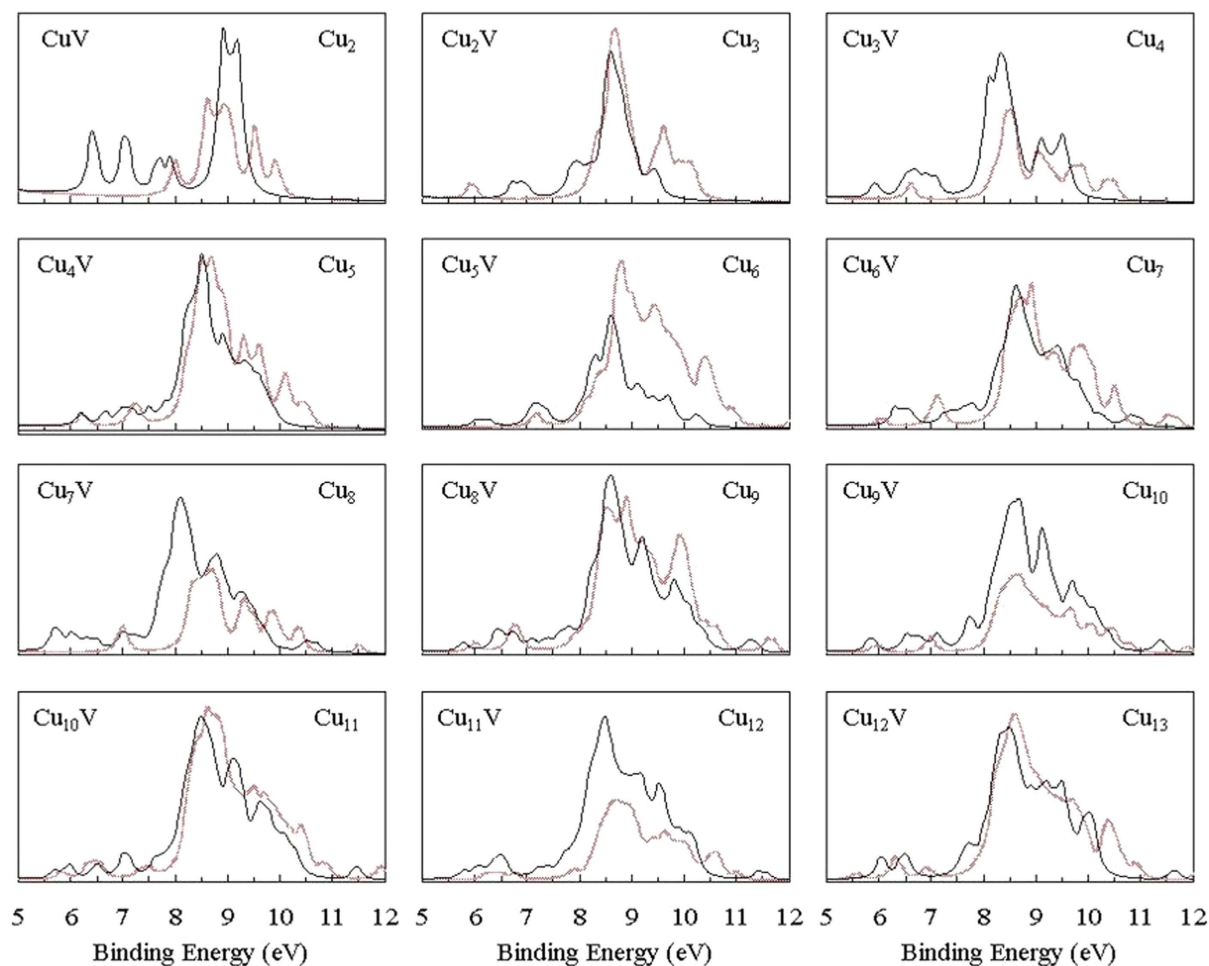 CuV Cu₂ Cu₂V Cu₃ Cu₃V Cu₄
Cu₄V Cu₅ Cu₅V Cu₆ Cu₆V Cu₇
Cu₇V Cu₈ Cu₈V Cu₉ Cu₉V Cu₁₀
Cu₁₀V Cu₁₁ Cu₁₁V Cu₁₂ Cu₁₂V Cu₁₃
5 6 7 8 9 10 11 12 5 6 7 8 9 10 11 12 5 6 7 8 9 10 11 12
Binding Energy (eV) Binding Energy (eV) Binding Energy (eV)